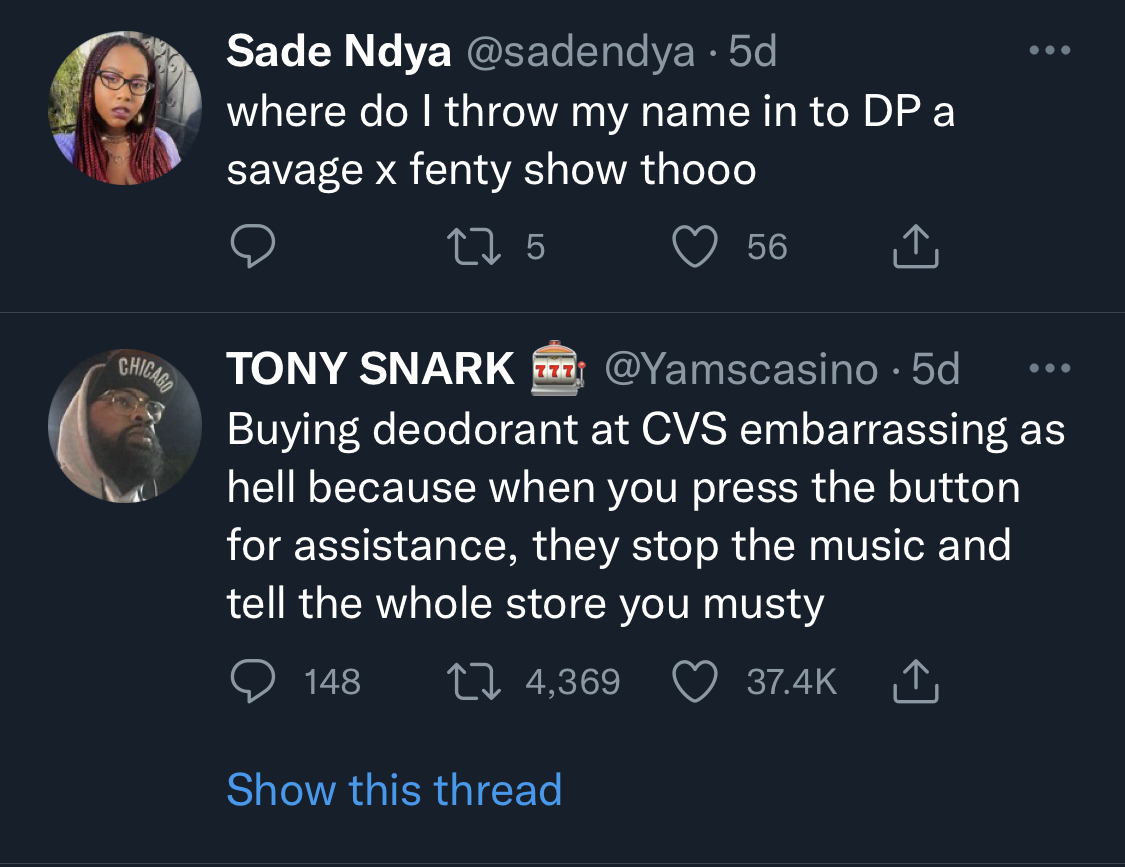 Sade Ndya @sadendya · 5d
where do I throw my name in to DP a
savage x fenty show thooo
5 56
CHICAGO
TONY SNARK 🎰 @Yamscasino · 5d
Buying deodorant at CVS embarrassing as
hell because when you press the button
for assistance, they stop the music and
tell the whole store you musty
148 4,369 37.4K
Show this thread